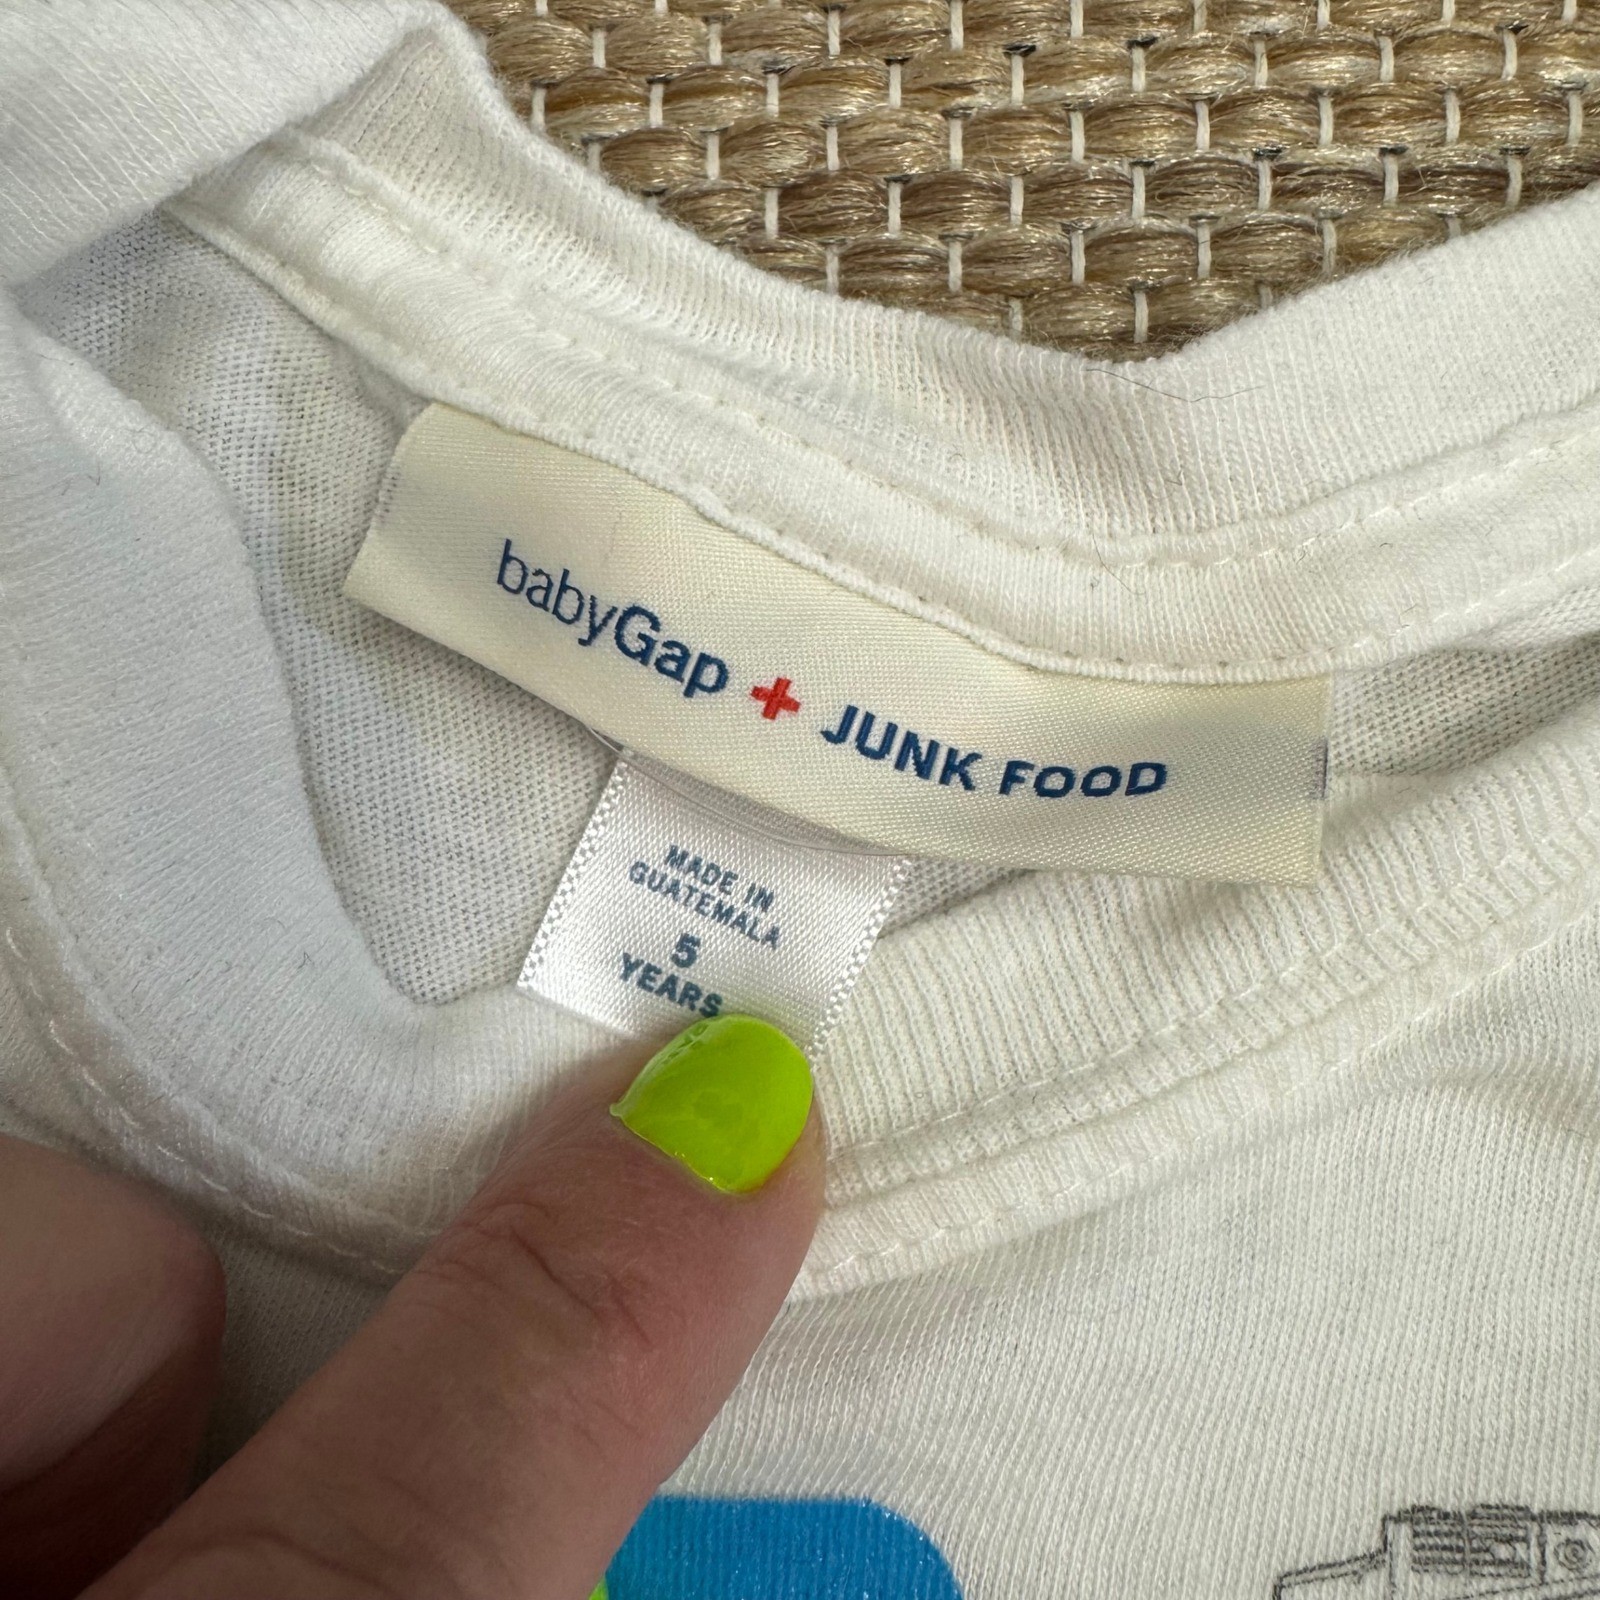 babyGap + JUNK FOOD
MADE IN
GUATEMALA
5
YEARS